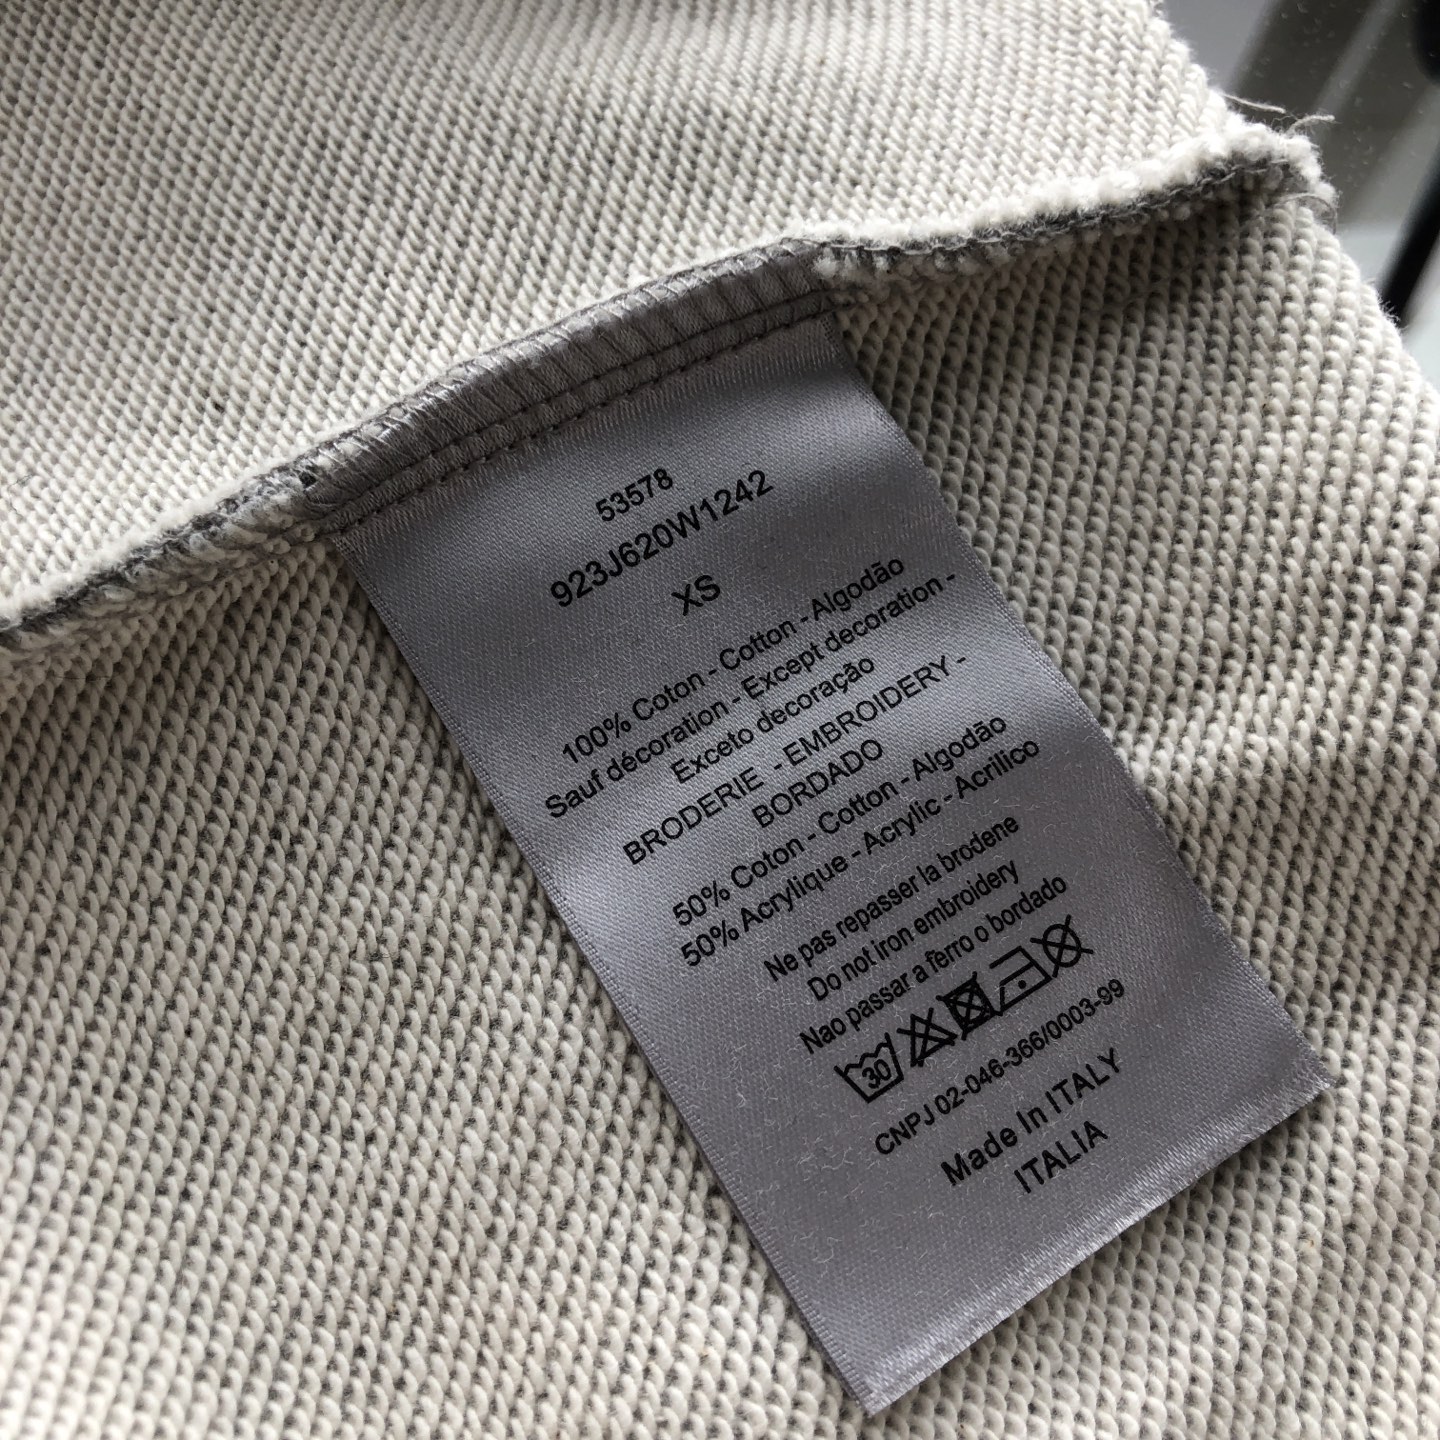 53578
923J620W1242
XS
100% Coton - Cotton - Algodão
Sauf décoration - Except decoration -
Exceto decoração
BRODERIE - EMBROIDERY -
BORDADO
50% Coton - Cotton - Algodão
50% Acrylique - Acrylic - Acrilico
Ne pas repasser la brodene
Do not iron embroidery
Nao passar a ferro o bordado
30
CNPJ 02-046-366/0003-99
Made In ITALY
ITALIA